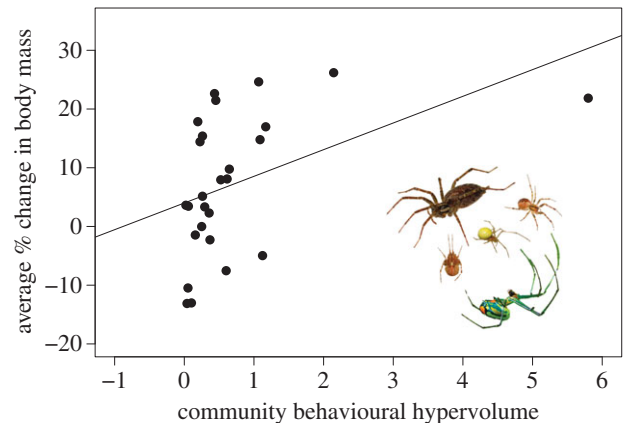 average % change in body mass
30
20
10
0
−10
−20
−1 0 1 2 3 4 5 6
community behavioural hypervolume